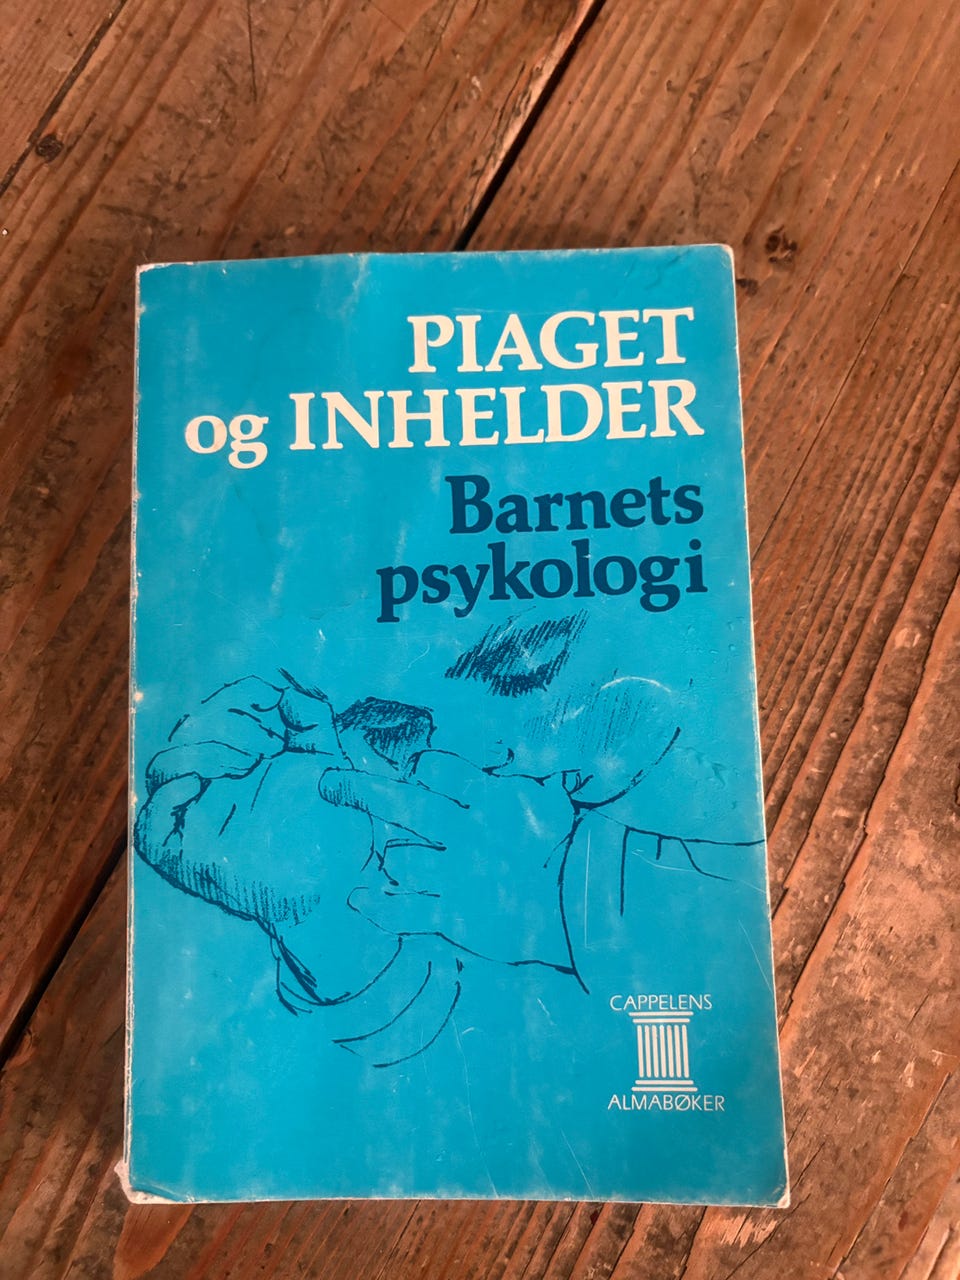 PIAGET
og INHELDER
Barnets
psykologi
CAPPELENS
ALMABØKER